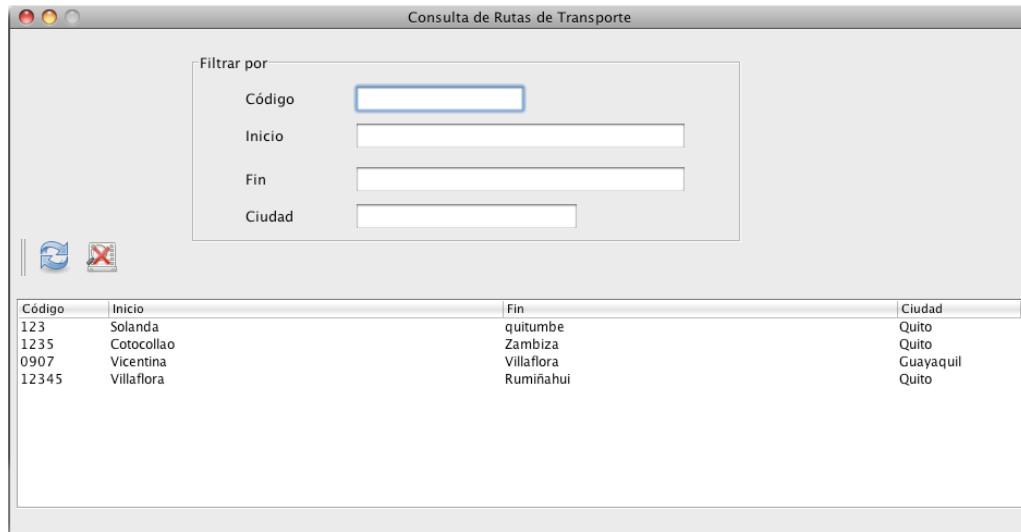 Consulta de Rutas de Transporte
Filtrar por
Código
Inicio
Fin
Ciudad
Código Inicio Fin Ciudad
123 Solanda quitumbe Quito
1235 Cotocollao Zambiza Quito
0907 Vicentina Villaflora Guayaquil
12345 Villaflora Rumiñahui Quito